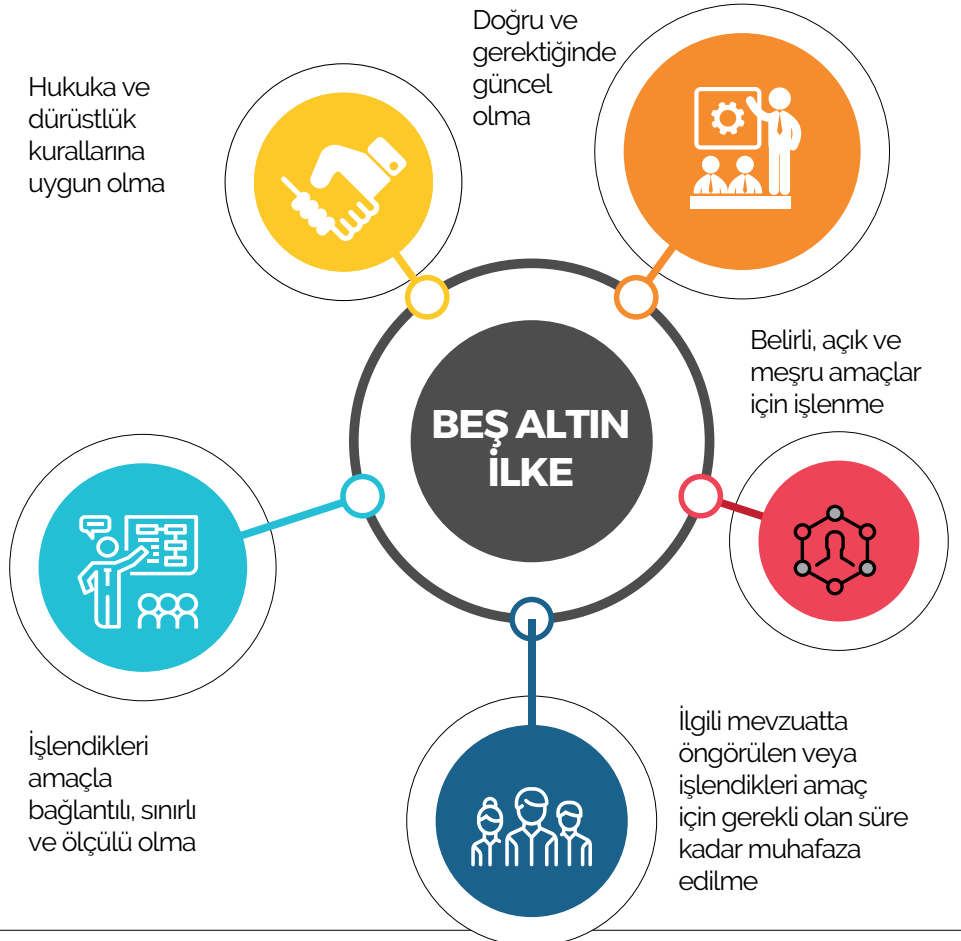 Hukuka ve
dürüstlük
kurallarına
uygun olma
Doğru ve
gerektiğinde
güncel
olma
Belirli, açık ve
meşru amaçlar
için işlenme
BEŞ ALTIN
İLKE
İşlendikleri
amaçla
bağlantılı, sınırlı
ve ölçülü olma
İlgili mevzuatta
öngörülen veya
işlendikleri amaç
için gerekli olan süre
kadar muhafaza
edilme